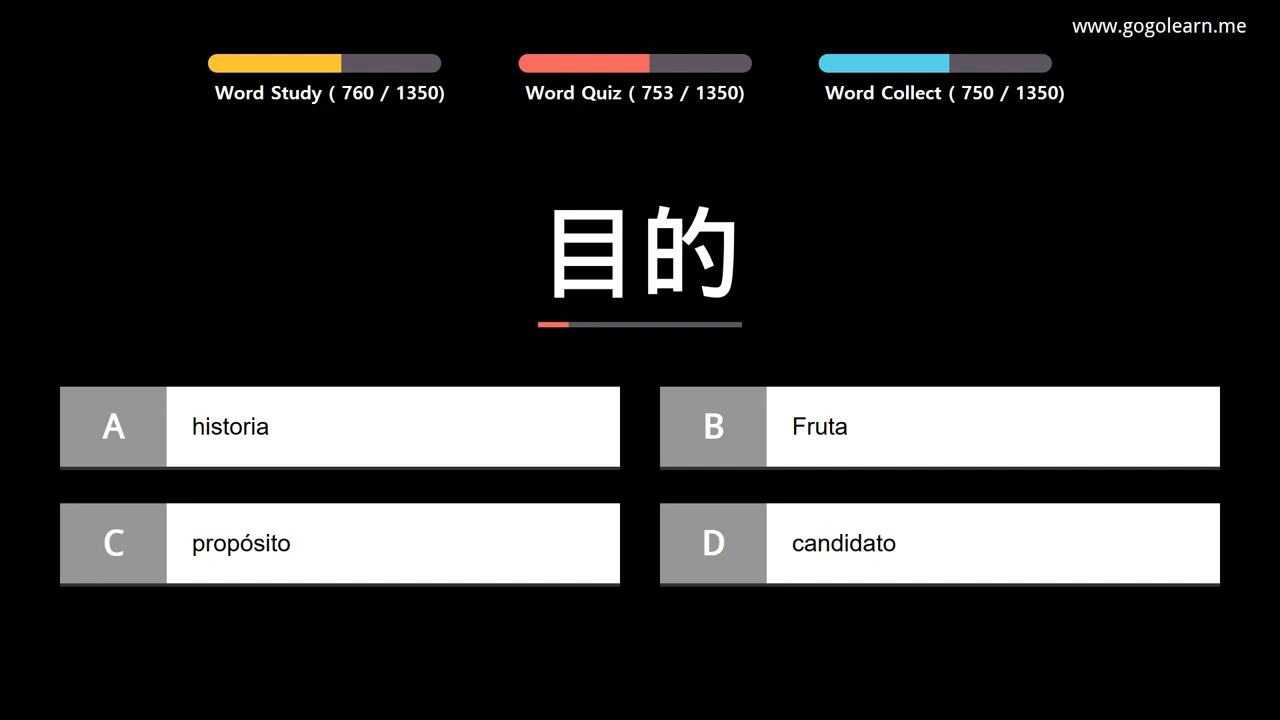 www.gogolearn.me
Word Study ( 760 / 1350)
Word Quiz ( 753 / 1350)
Word Collect ( 750 / 1350)
目的
A historia
B Fruta
C propósito
D candidato